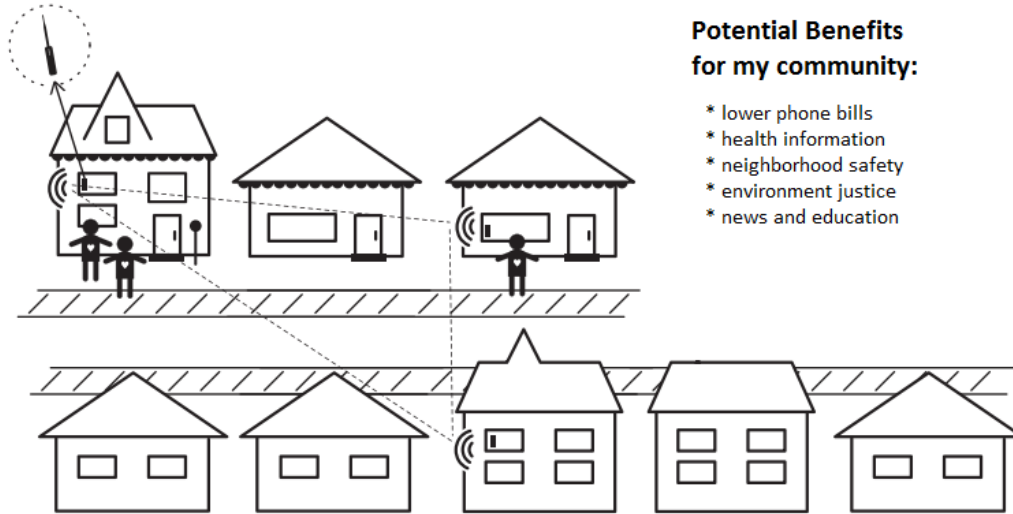 Potential Benefits
for my community:
* lower phone bills
* health information
* neighborhood safety
* environment justice
* news and education